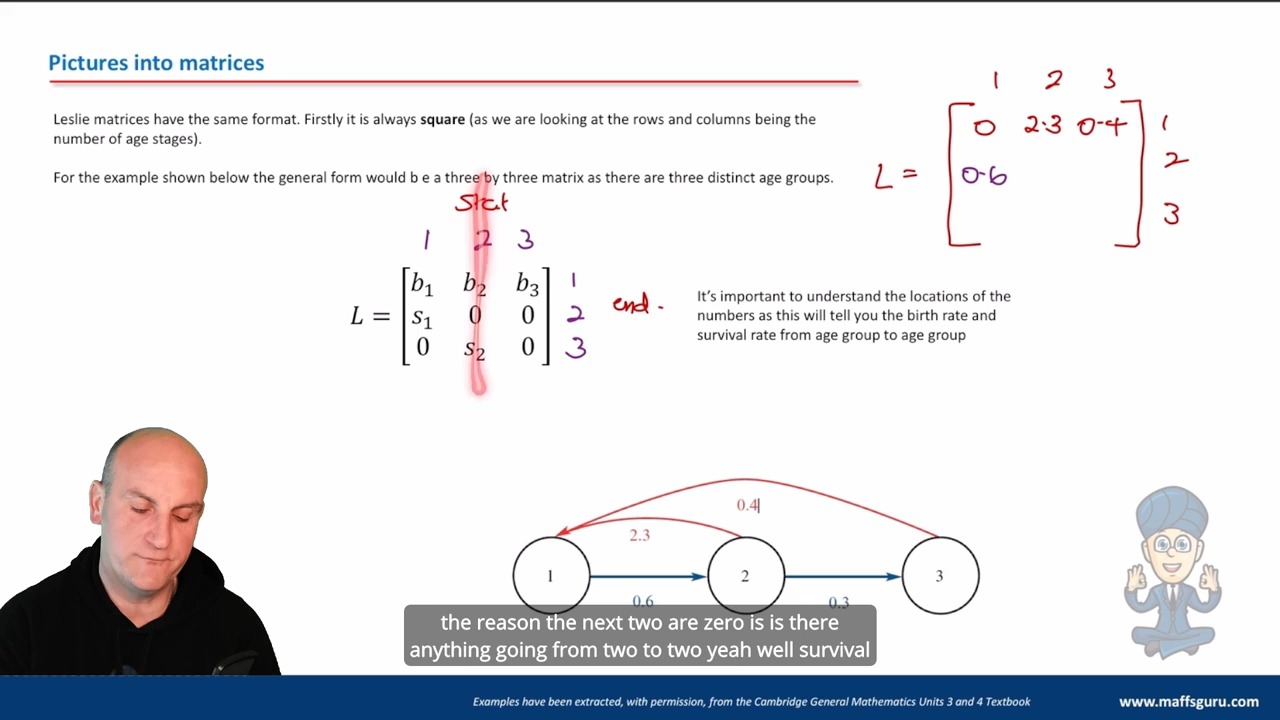 Pictures into matrices
Leslie matrices have the same format. Firstly it is always square (as we are looking at the rows and columns being the
number of age stages).
For the example shown below the general form would b e a three by three matrix as there are three distinct age groups.
1 2 3
0 2.3 0.4 1
L = 0.6 2
3
Stat
1 2 3
b1 b2 b3 1
L = s1 0 0 2 end.
0 s2 0 3
It's important to understand the locations of the
numbers as this will tell you the birth rate and
survival rate from age group to age group
0.4
2.3
1 2 3
0.6 0.3
the reason the next two are zero is is there
anything going from two to two yeah well survival
Examples have been extracted, with permission, from the Cambridge General Mathematics Units 3 and 4 Textbook
www.maffsguru.com